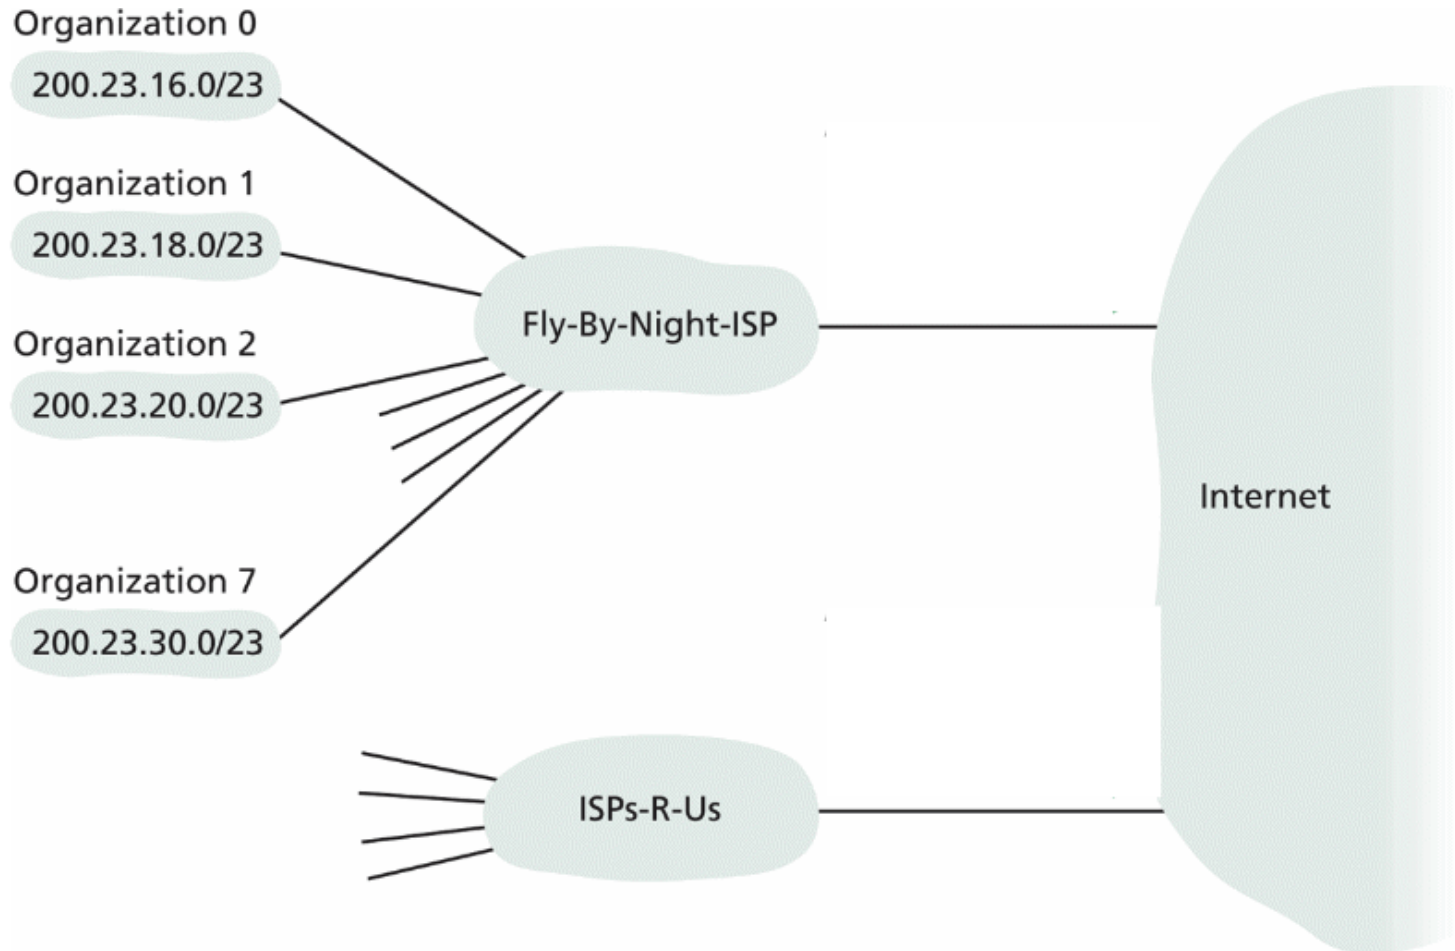 Organization 0
200.23.16.0/23
Organization 1
200.23.18.0/23
Fly-By-Night-ISP
Organization 2
200.23.20.0/23
Internet
Organization 7
200.23.30.0/23
ISPs-R-Us